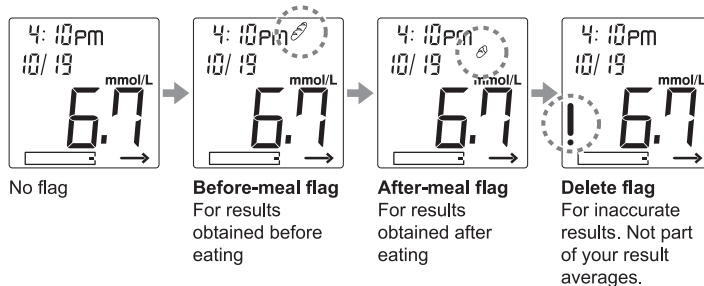 4:10PM
10/19
mmol/L
6.7
No flag
4:10PM
10/19
mmol/L
6.7
Before-meal flag
For results
obtained before
eating
4:10PM
10/19
mmol/L
6.7
After-meal flag
For results
obtained after
eating
4:10PM
10/19
mmol/L
! 6.7
Delete flag
For inaccurate
results. Not part
of your result
averages.